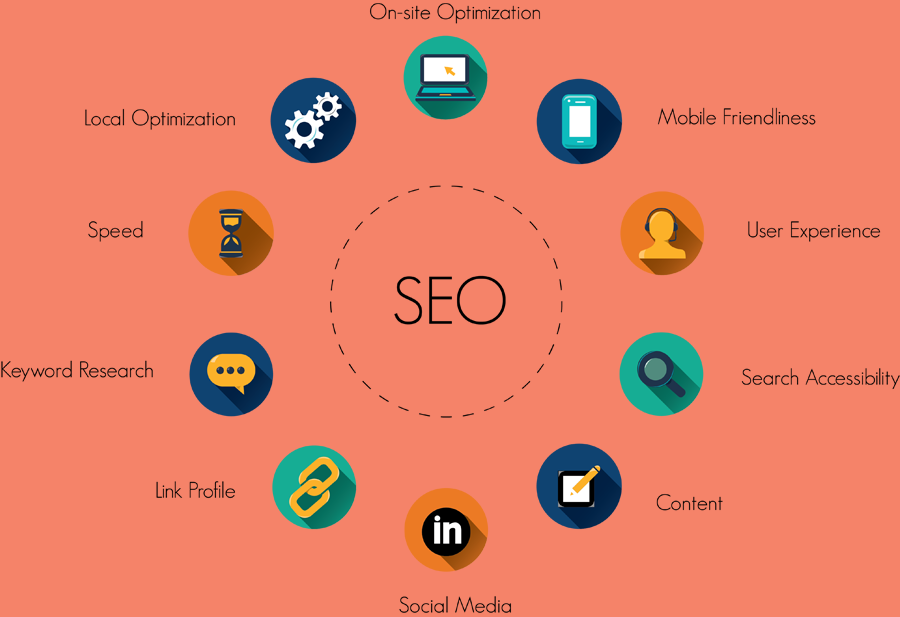 On-site Optimization
Local Optimization
Mobile Friendliness
Speed
User Experience
SEO
Keyword Research
Search Accessibility
Link Profile
Content
in
Social Media